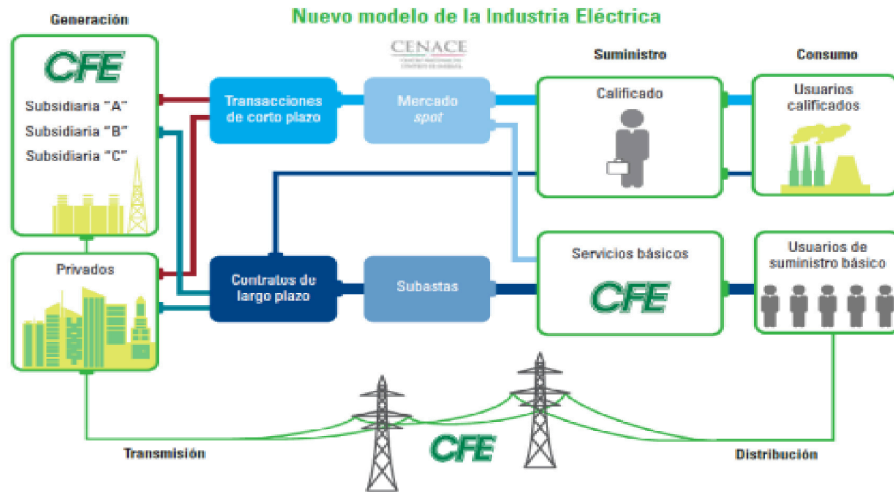 Generación
Nuevo modelo de la Industria Eléctrica
CENACE
Suministro
Consumo
CFE
Subsidiaria "A"
Subsidiaria "B"
Subsidiaria "C"
Transacciones
de corto plazo
Mercado
spot
Calificado
Usuarios
calificados
Privados
Contratos de
largo plazo
Subastas
Servicios básicos
CFE
Usuarios de
suministro básico
Transmisión
CFE
Distribución